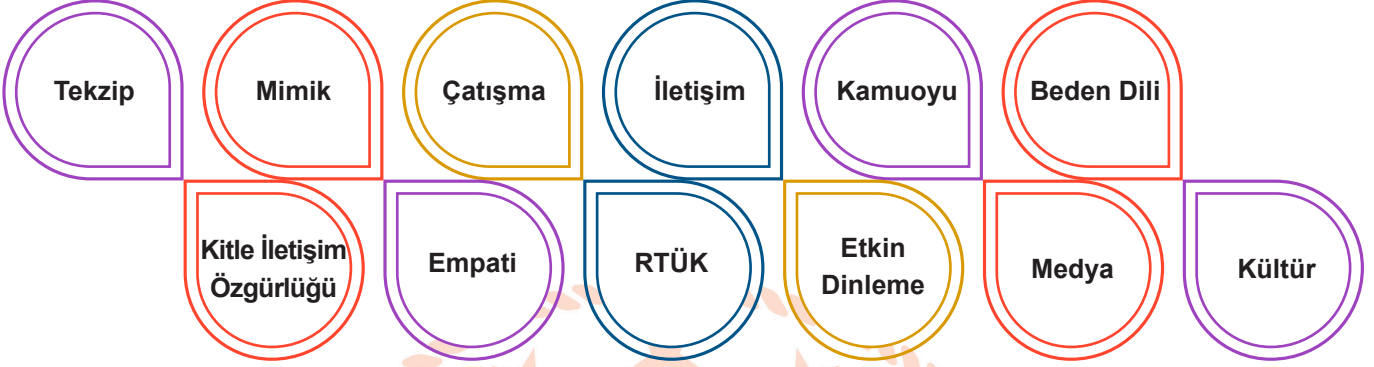 Tekzip
Mimik
Çatışma
İletişim
Kamuoyu
Beden Dili
Kitle İletişim
Özgürlüğü
Empati
RTÜK
Etkin
Dinleme
Medya
Kültür